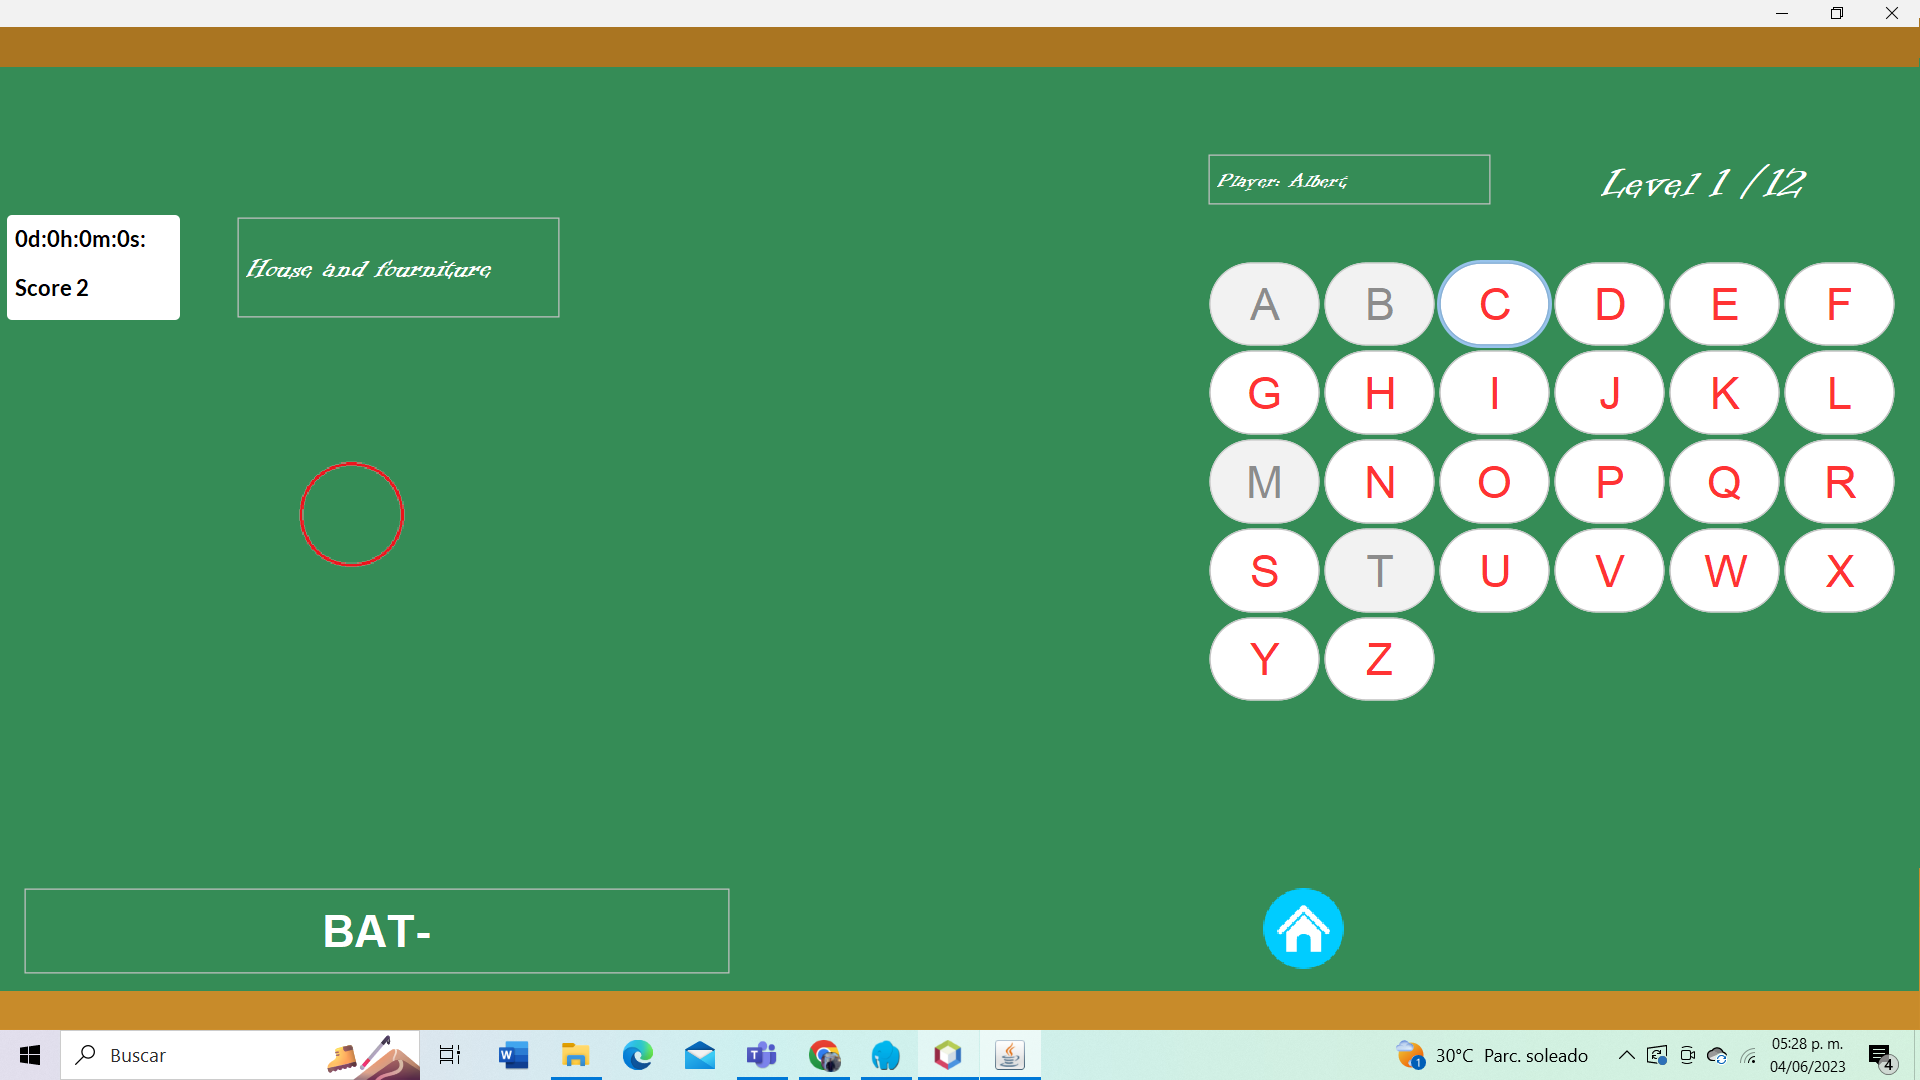 Player: Albert
Level 1 /12
0d:0h:0m:0s:
Score 2
House and fourniture
A B C D E F
G H I J K L
M N O P Q R
S T U V W X
Y Z
BAT-
Buscar
1
30°C Parc. soleado
05:28 p. m.
04/06/2023
4